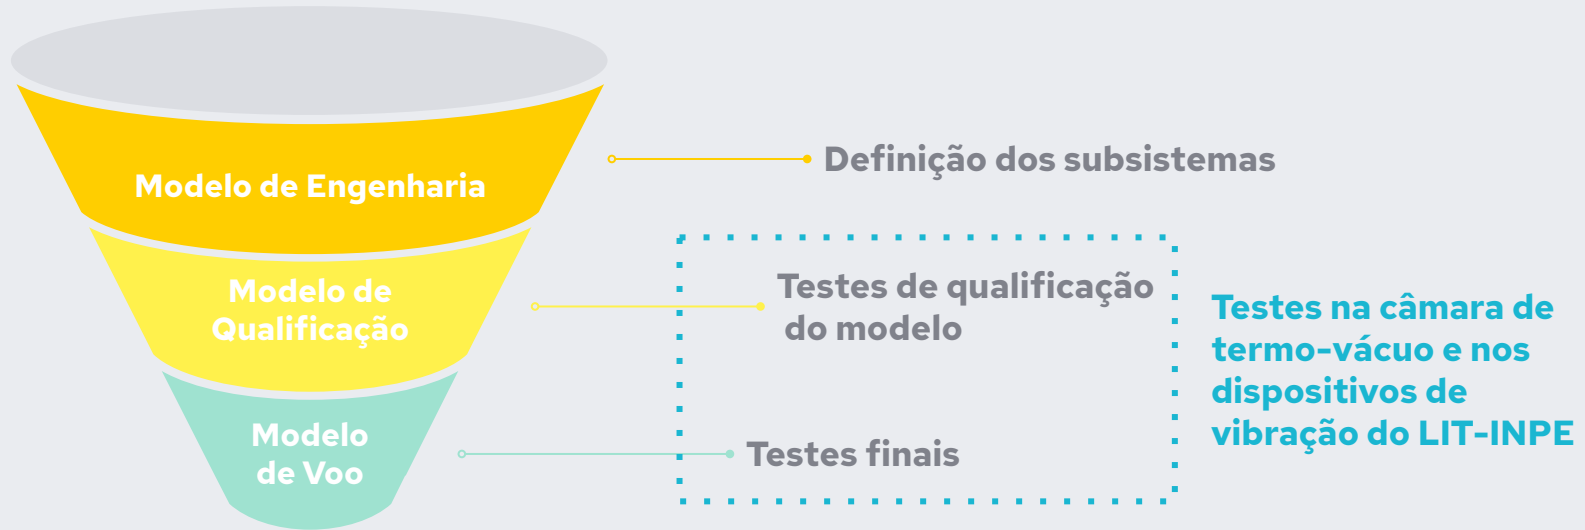 Modelo de Engenharia
Definição dos subsistemas
Modelo de
Qualificação
Testes de qualificação
do modelo
Modelo
de Voo
Testes finais
Testes na câmara de
termo-vácuo e nos
dispositivos de
vibração do LIT-INPE